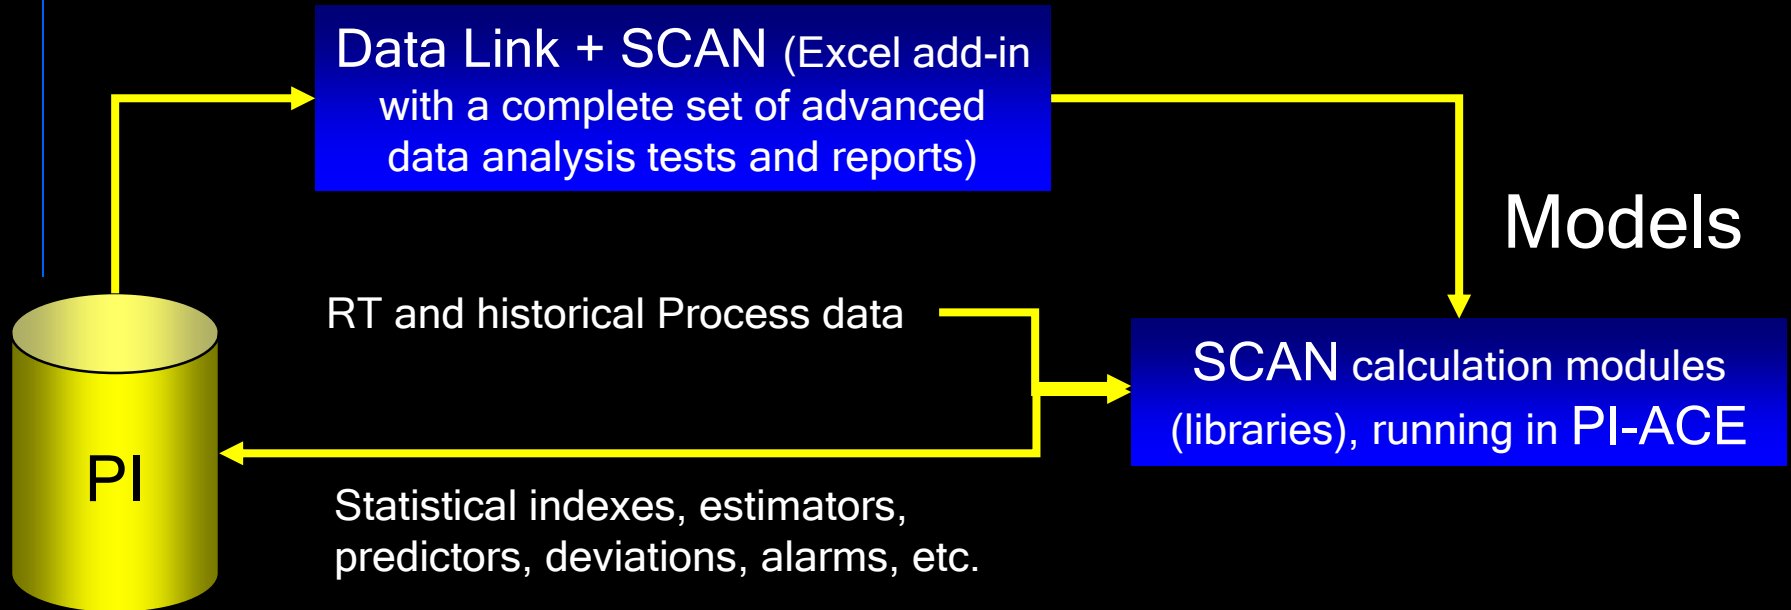 Data Link + SCAN (Excel add-in
with a complete set of advanced
data analysis tests and reports)
Models
RT and historical Process data
SCAN calculation modules
(libraries), running in PI-ACE
PI
Statistical indexes, estimators,
predictors, deviations, alarms, etc.